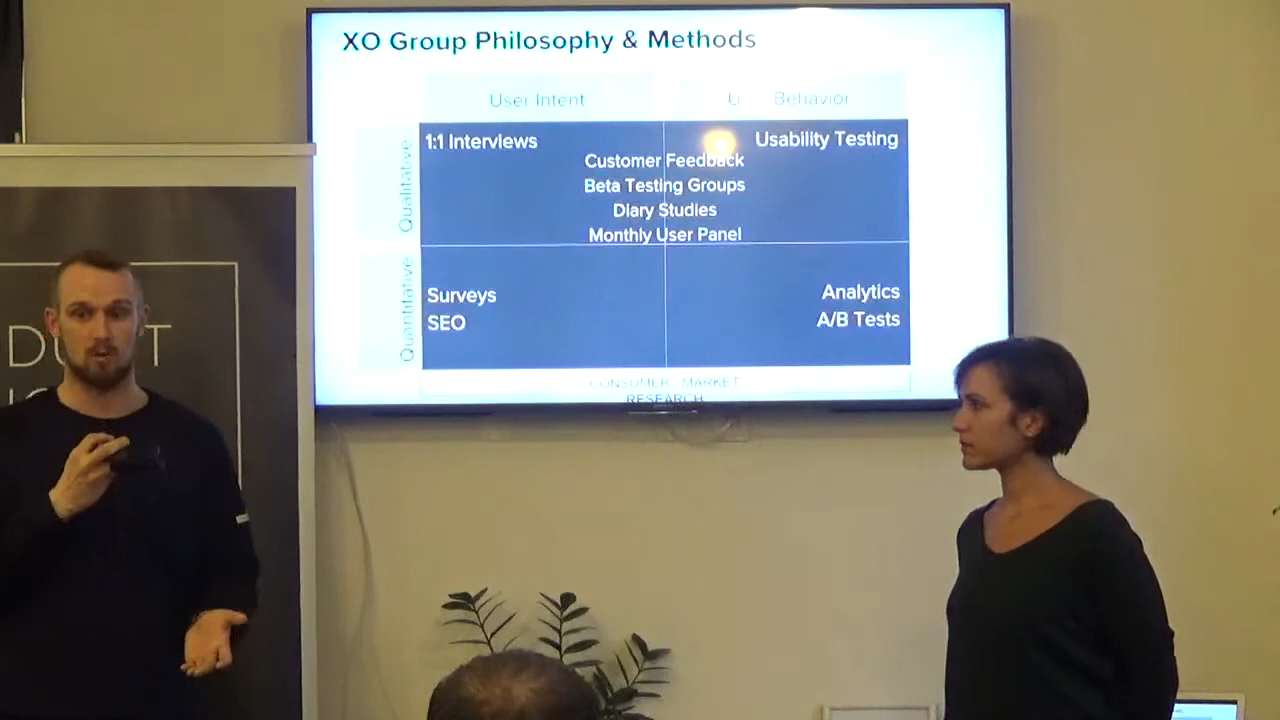 XO Group Philosophy & Methods
User Intent
Behavior
Qualitative
1:1 Interviews
Usability Testing
Customer Feedback
Beta Testing Groups
Diary Studies
Monthly User Panel
Quantitative
Surveys
Analytics
SEO
A/B Tests
CONSUMER
MARKET
RESEARCH